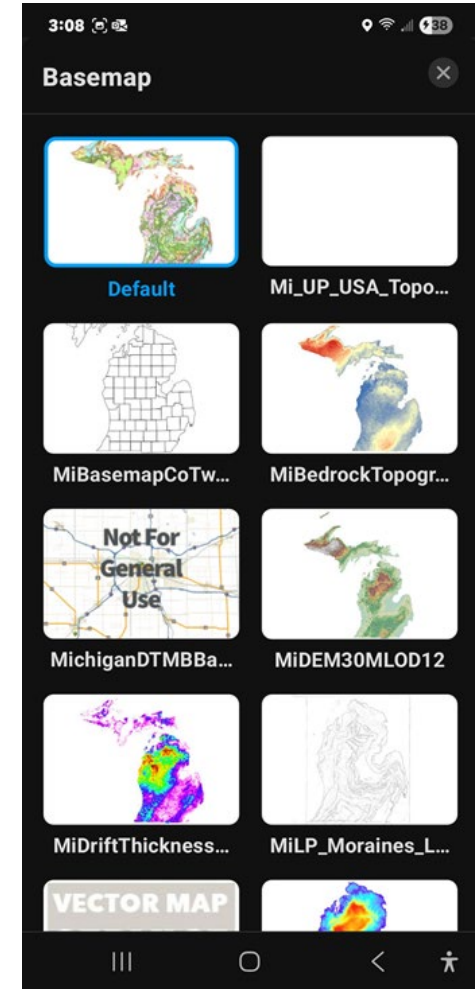 3:08 38
Basemap
Default
Mi_UP_USA_Topo...
MiBasemapCoTw...
MiBedrockTopogr...
Not For
General
Use
MichiganDTMBBa...
MiDEM30MLOD12
MiDriftThickness...
MiLP_Moraines_L...
VECTOR MAP